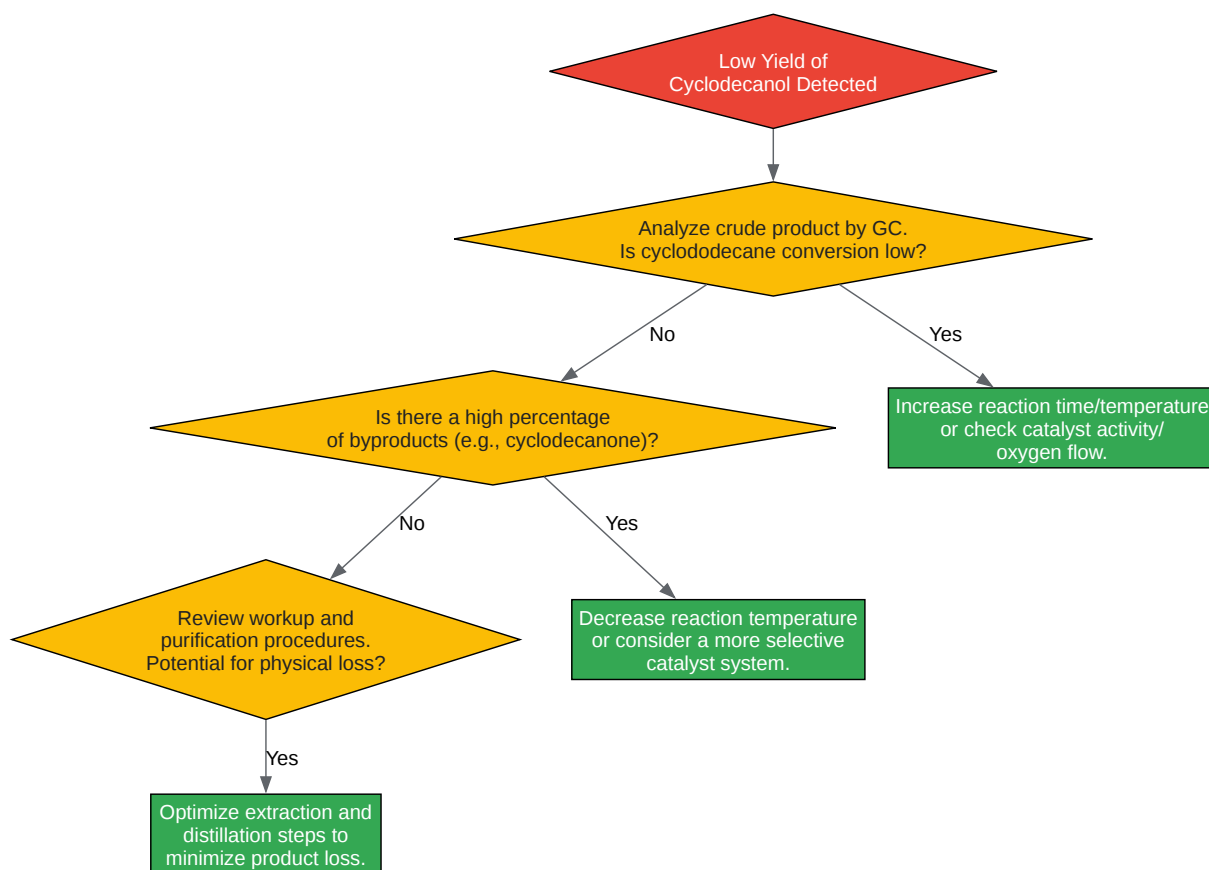 Low Yield of
Cyclodecanol Detected
Analyze crude product by GC.
Is cyclododecane conversion low?
No
Yes
Is there a high percentage
of byproducts (e.g., cyclodecanone)?
Increase reaction time/temperature
or check catalyst activity/
oxygen flow.
No
Yes
Review workup and
purification procedures.
Potential for physical loss?
Decrease reaction temperature
or consider a more selective
catalyst system.
Yes
Optimize extraction and
distillation steps to
minimize product loss.